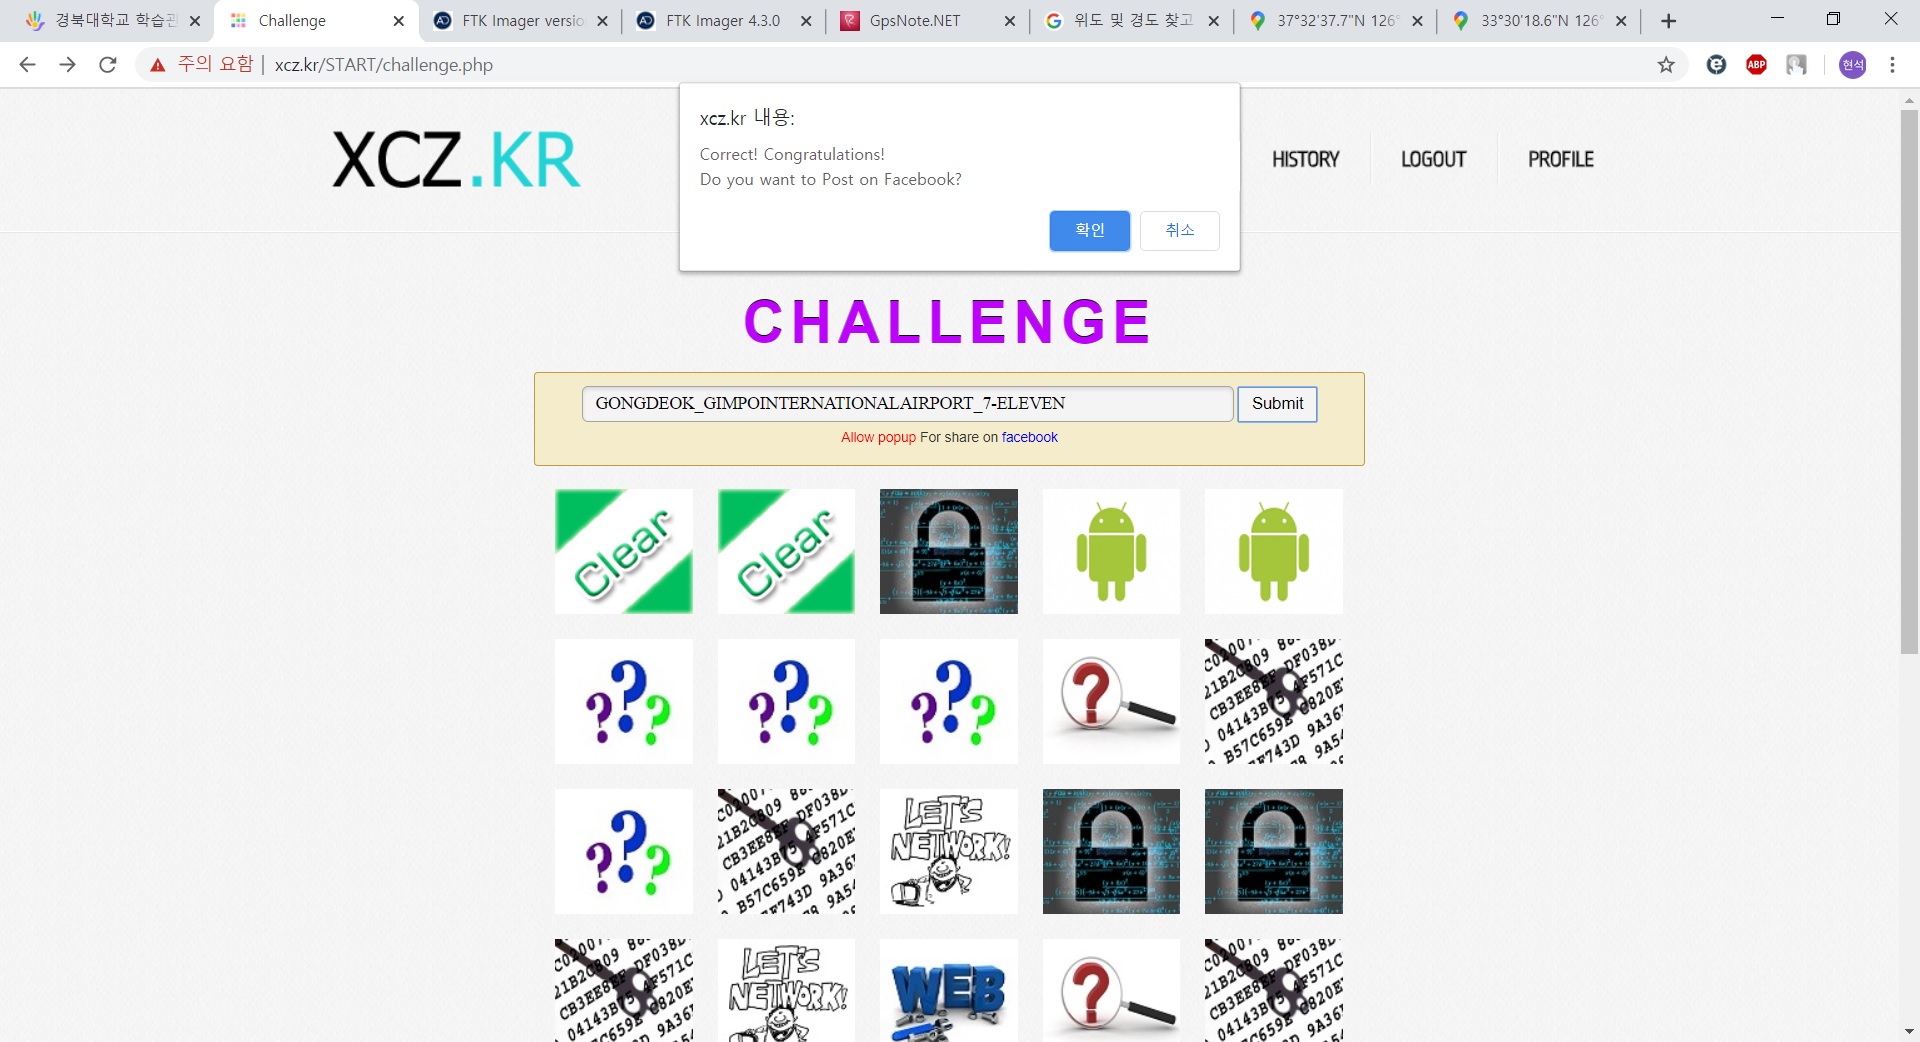 경북대학교 학습관
Challenge
FTK Imager versio
FTK Imager 4.3.0
GpsNote.NET
위도 및 경도 찾고
37°32'37.7"N 126°
33°30'18.6"N 126°
주의 요함 | xcz.kr/START/challenge.php
ABP
현석
XCZ.KR
HISTORY
LOGOUT
PROFILE
xcz.kr 내용:
Correct! Congratulations!
Do you want to Post on Facebook?
확인
취소
CHALLENGE
GONGDEOK_GIMPOINTERNATIONALAIRPORT_7-ELEVEN
Submit
Allow popup For share on facebook
Clear
Clear
LET'S
NETWORK!
LET'S
NETWORK!
WEB